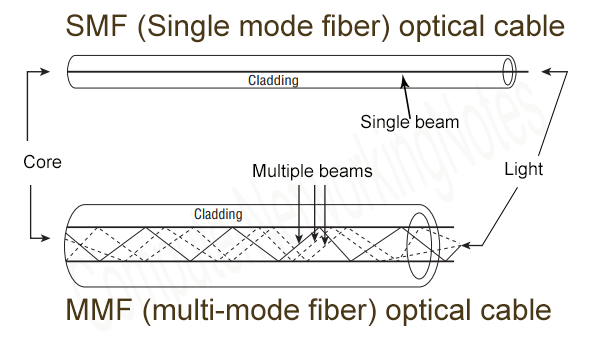 SMF (Single mode fiber) optical cable
Cladding
Single beam
Core
Multiple beams
Light
Cladding
MMF (multi-mode fiber) optical cable
ComputerNetworkingNotes